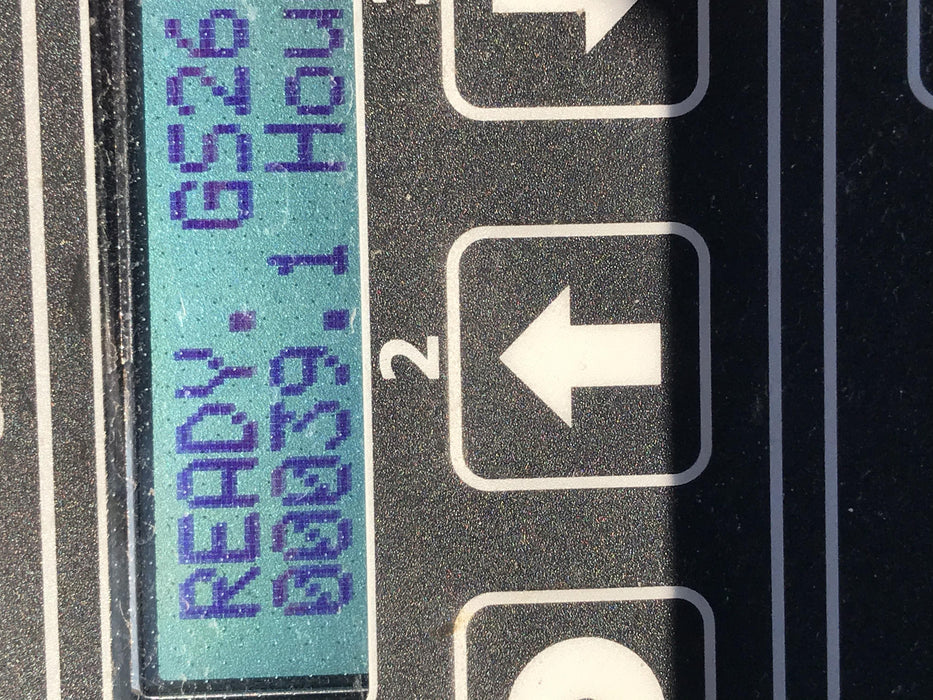 READY. GS26
00039.1 Hou
2